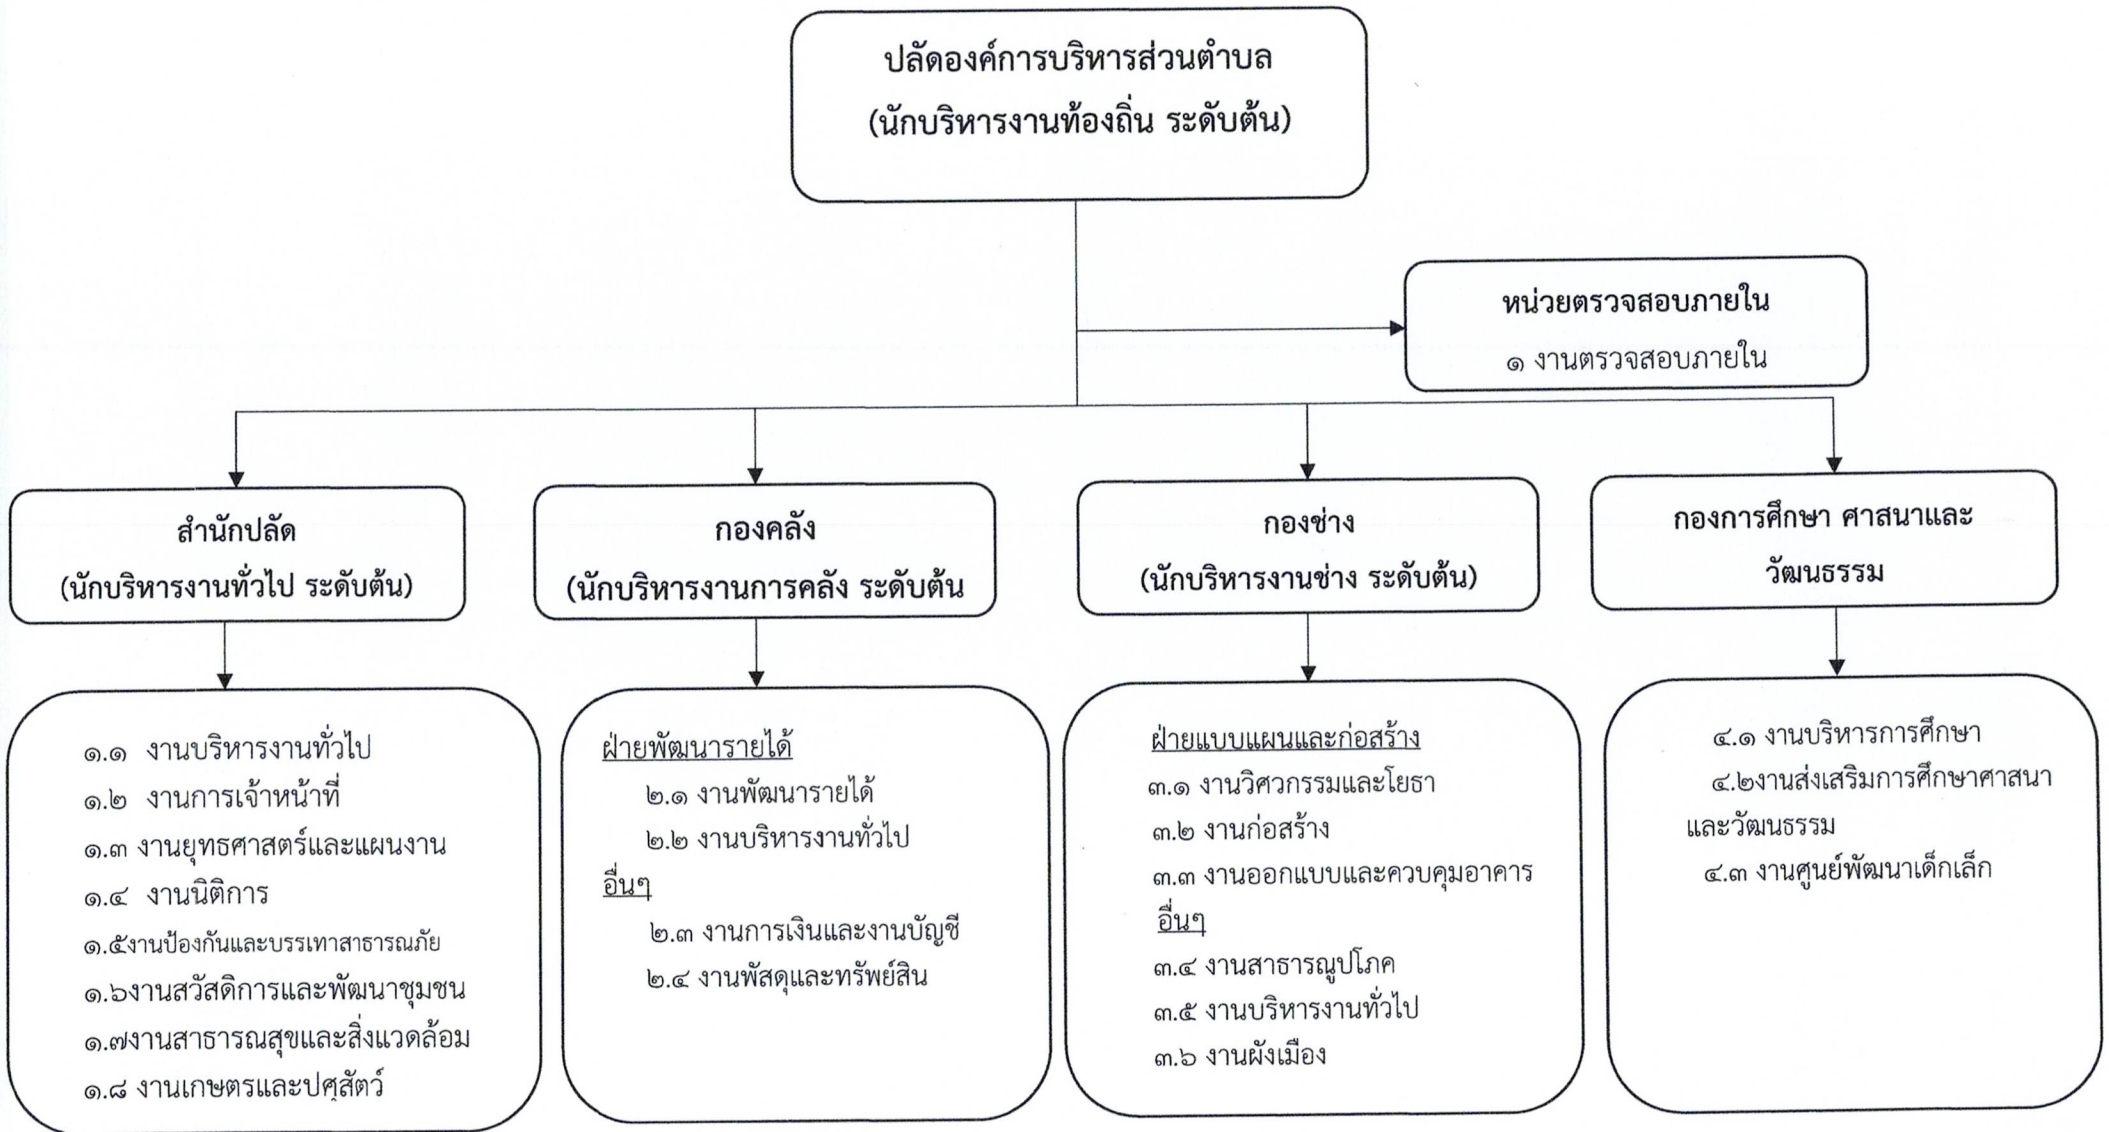 ปลัดองค์การบริหารส่วนตำบล
(นักบริหารงานท้องถิ่น ระดับต้น)
หน่วยตรวจสอบภายใน
๑ งานตรวจสอบภายใน
สำนักปลัด
(นักบริหารงานทั่วไป ระดับต้น)
กองคลัง
(นักบริหารงานการคลัง ระดับต้น
กองช่าง
(นักบริหารงานช่าง ระดับต้น)
กองการศึกษา ศาสนาและ
วัฒนธรรม
๑.๑ งานบริหารงานทั่วไป
๑.๒ งานการเจ้าหน้าที่
๑.๓ งานยุทธศาสตร์และแผนงาน
๑.๔ งานนิติการ
๑.๕งานป้องกันและบรรเทาสาธารณภัย
๑.๖งานสวัสดิการและพัฒนาชุมชน
๑.๗งานสาธารณสุขและสิ่งแวดล้อม
๑.๘ งานเกษตรและปศุสัตว์
ฝ่ายพัฒนารายได้
๒.๑ งานพัฒนารายได้
๒.๒ งานบริหารงานทั่วไป
อื่นๆ
๒.๓ งานการเงินและงานบัญชี
๒.๔ งานพัสดุและทรัพย์สิน
ฝ่ายแบบแผนและก่อสร้าง
๓.๑ งานวิศวกรรมและโยธา
๓.๒ งานก่อสร้าง
๓.๓ งานออกแบบและควบคุมอาคาร
อื่นๆ
๓.๔ งานสาธารณูปโภค
๓.๕ งานบริหารงานทั่วไป
๓.๖ งานผังเมือง
๔.๑ งานบริหารการศึกษา
๔.๒งานส่งเสริมการศึกษาศาสนา
และวัฒนธรรม
๔.๓ งานศูนย์พัฒนาเด็กเล็ก